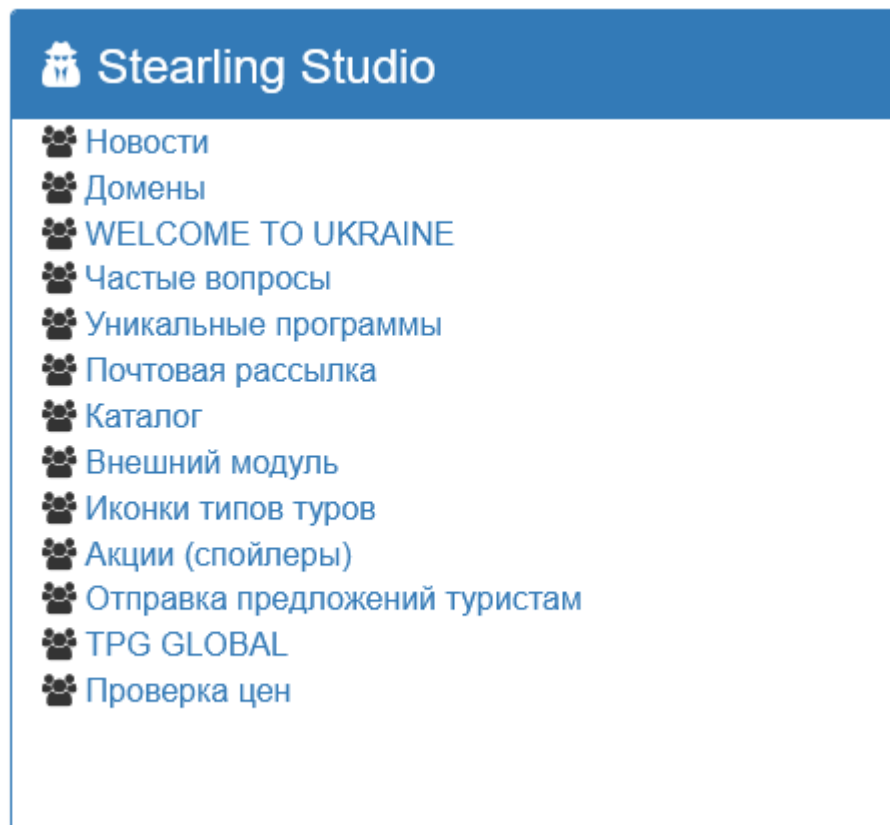 Stearling Studio
Новости
Домены
WELCOME TO UKRAINE
Частые вопросы
Уникальные программы
Почтовая рассылка
Каталог
Внешний модуль
Иконки типов туров
Акции (спойлеры)
Отправка предложений туристам
TPG GLOBAL
Проверка цен